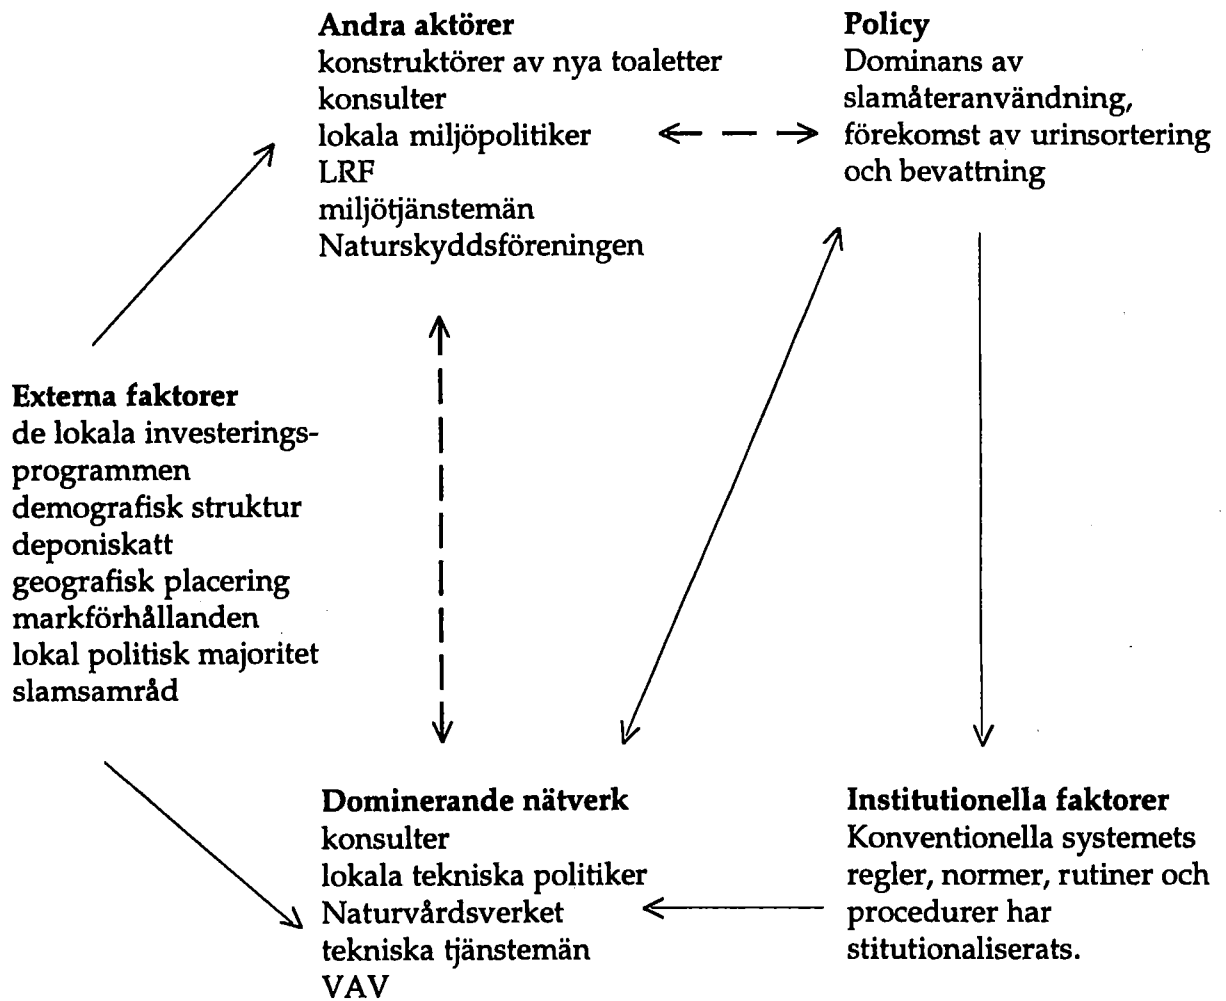 Andra aktörer
konstruktörer av nya toaletter
konsulter
lokala miljöpolitiker
LRF
miljötjänstemän
Naturskyddsföreningen
Policy
Dominans av
slamåteranvändning,
förekomst av urinsortering
och bevattning
Externa faktorer
de lokala investerings-
programmen
demografisk struktur
deponiskatt
geografisk placering
markförhållanden
lokal politisk majoritet
slamsamråd
Dominerande nätverk
konsulter
lokala tekniska politiker
Naturvårdsverket
tekniska tjänstemän
VAV
Institutionella faktorer
Konventionella systemets
regler, normer, rutiner och
procedurer har
stitutionaliserats.